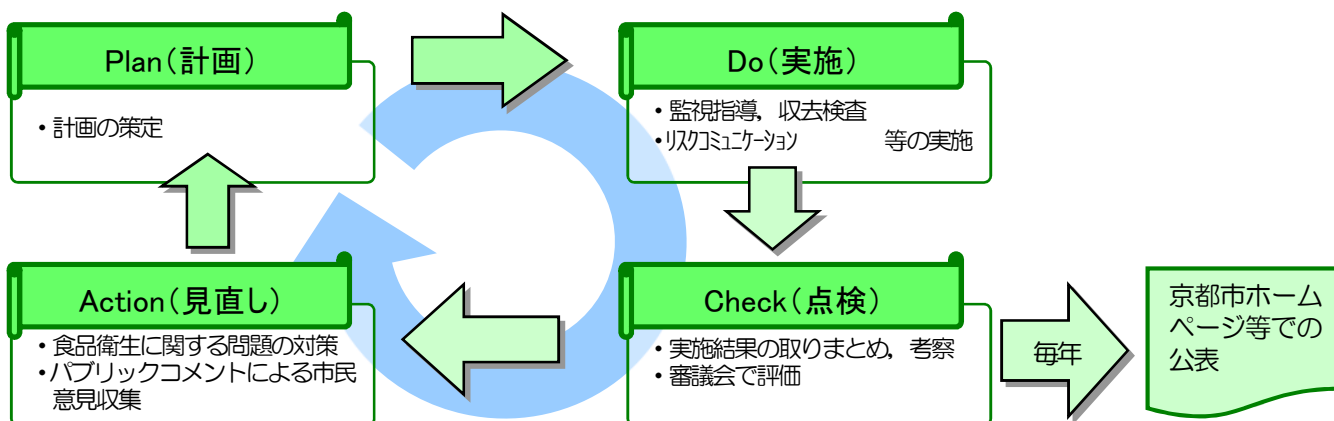 Plan(計画)
・計画の策定
Do(実施)
・監視指導，収去検査
・ﾘｽｸｺﾐｭﾆｹｰｼｮﾝ　　　等の実施
Action(見直し)
・食品衛生に関する問題の対策
・パブリックコメントによる市民
意見収集
Check(点検)
・実施結果の取りまとめ，考察
・審議会で評価
毎年
京都市ホーム
ページ等での
公表